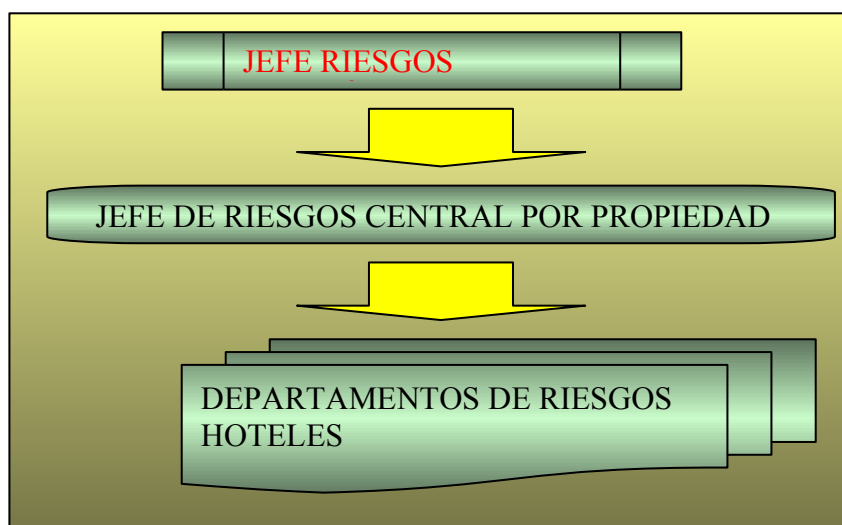 JEFE RIESGOS
JEFE DE RIESGOS CENTRAL POR PROPIEDAD
DEPARTAMENTOS DE RIESGOS
HOTELES